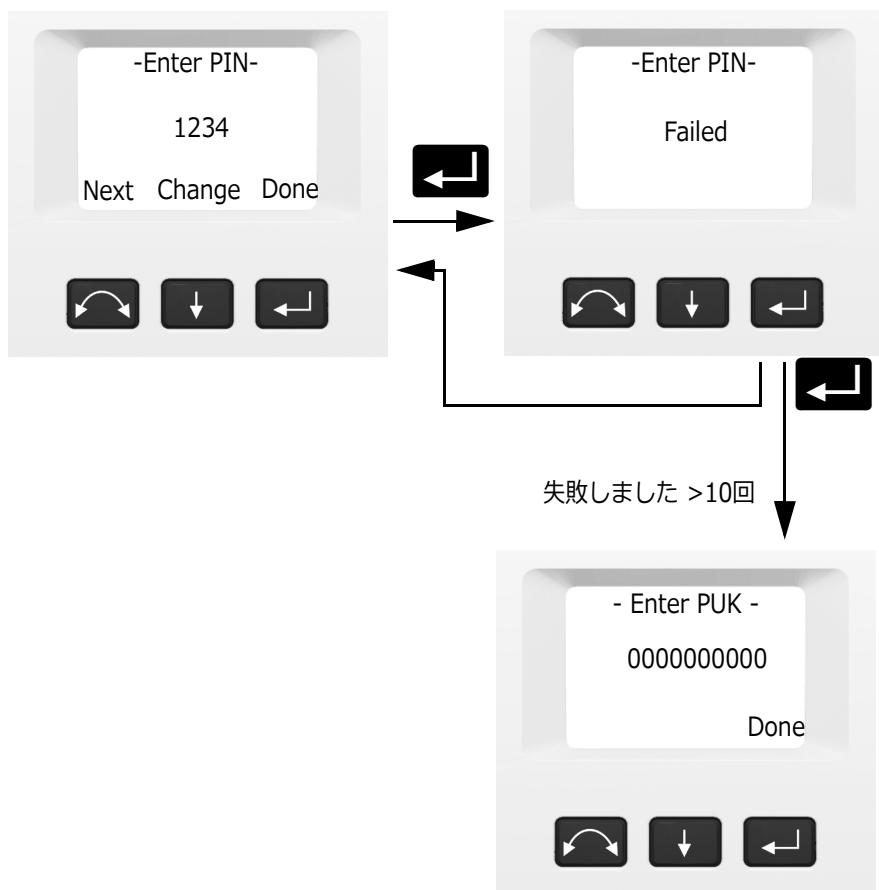 -Enter PIN-
1234
Next Change Done
-Enter PIN-
Failed
失敗しました >10回
- Enter PUK -
0000000000
Done